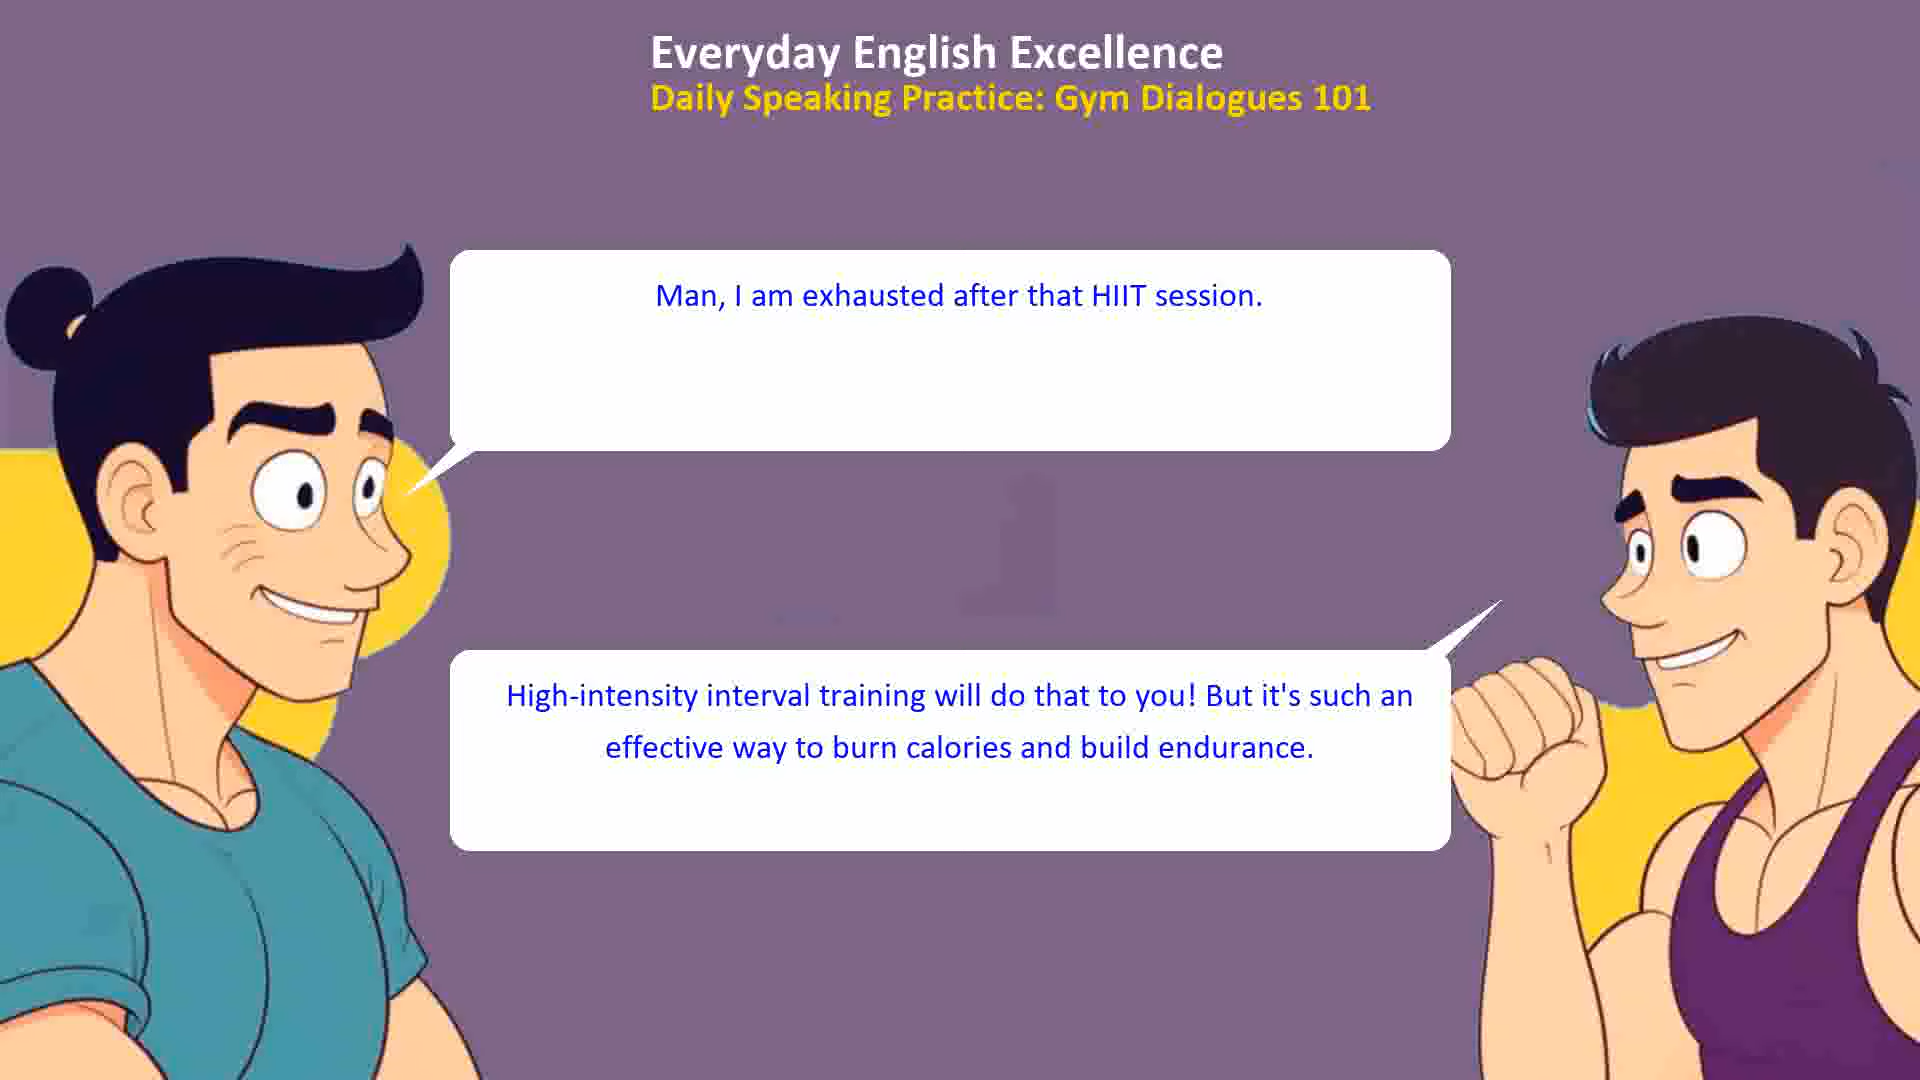 Everyday English Excellence
Daily Speaking Practice: Gym Dialogues 101
Man, I am exhausted after that HIIT session.
High-intensity interval training will do that to you! But it's such an
effective way to burn calories and build endurance.